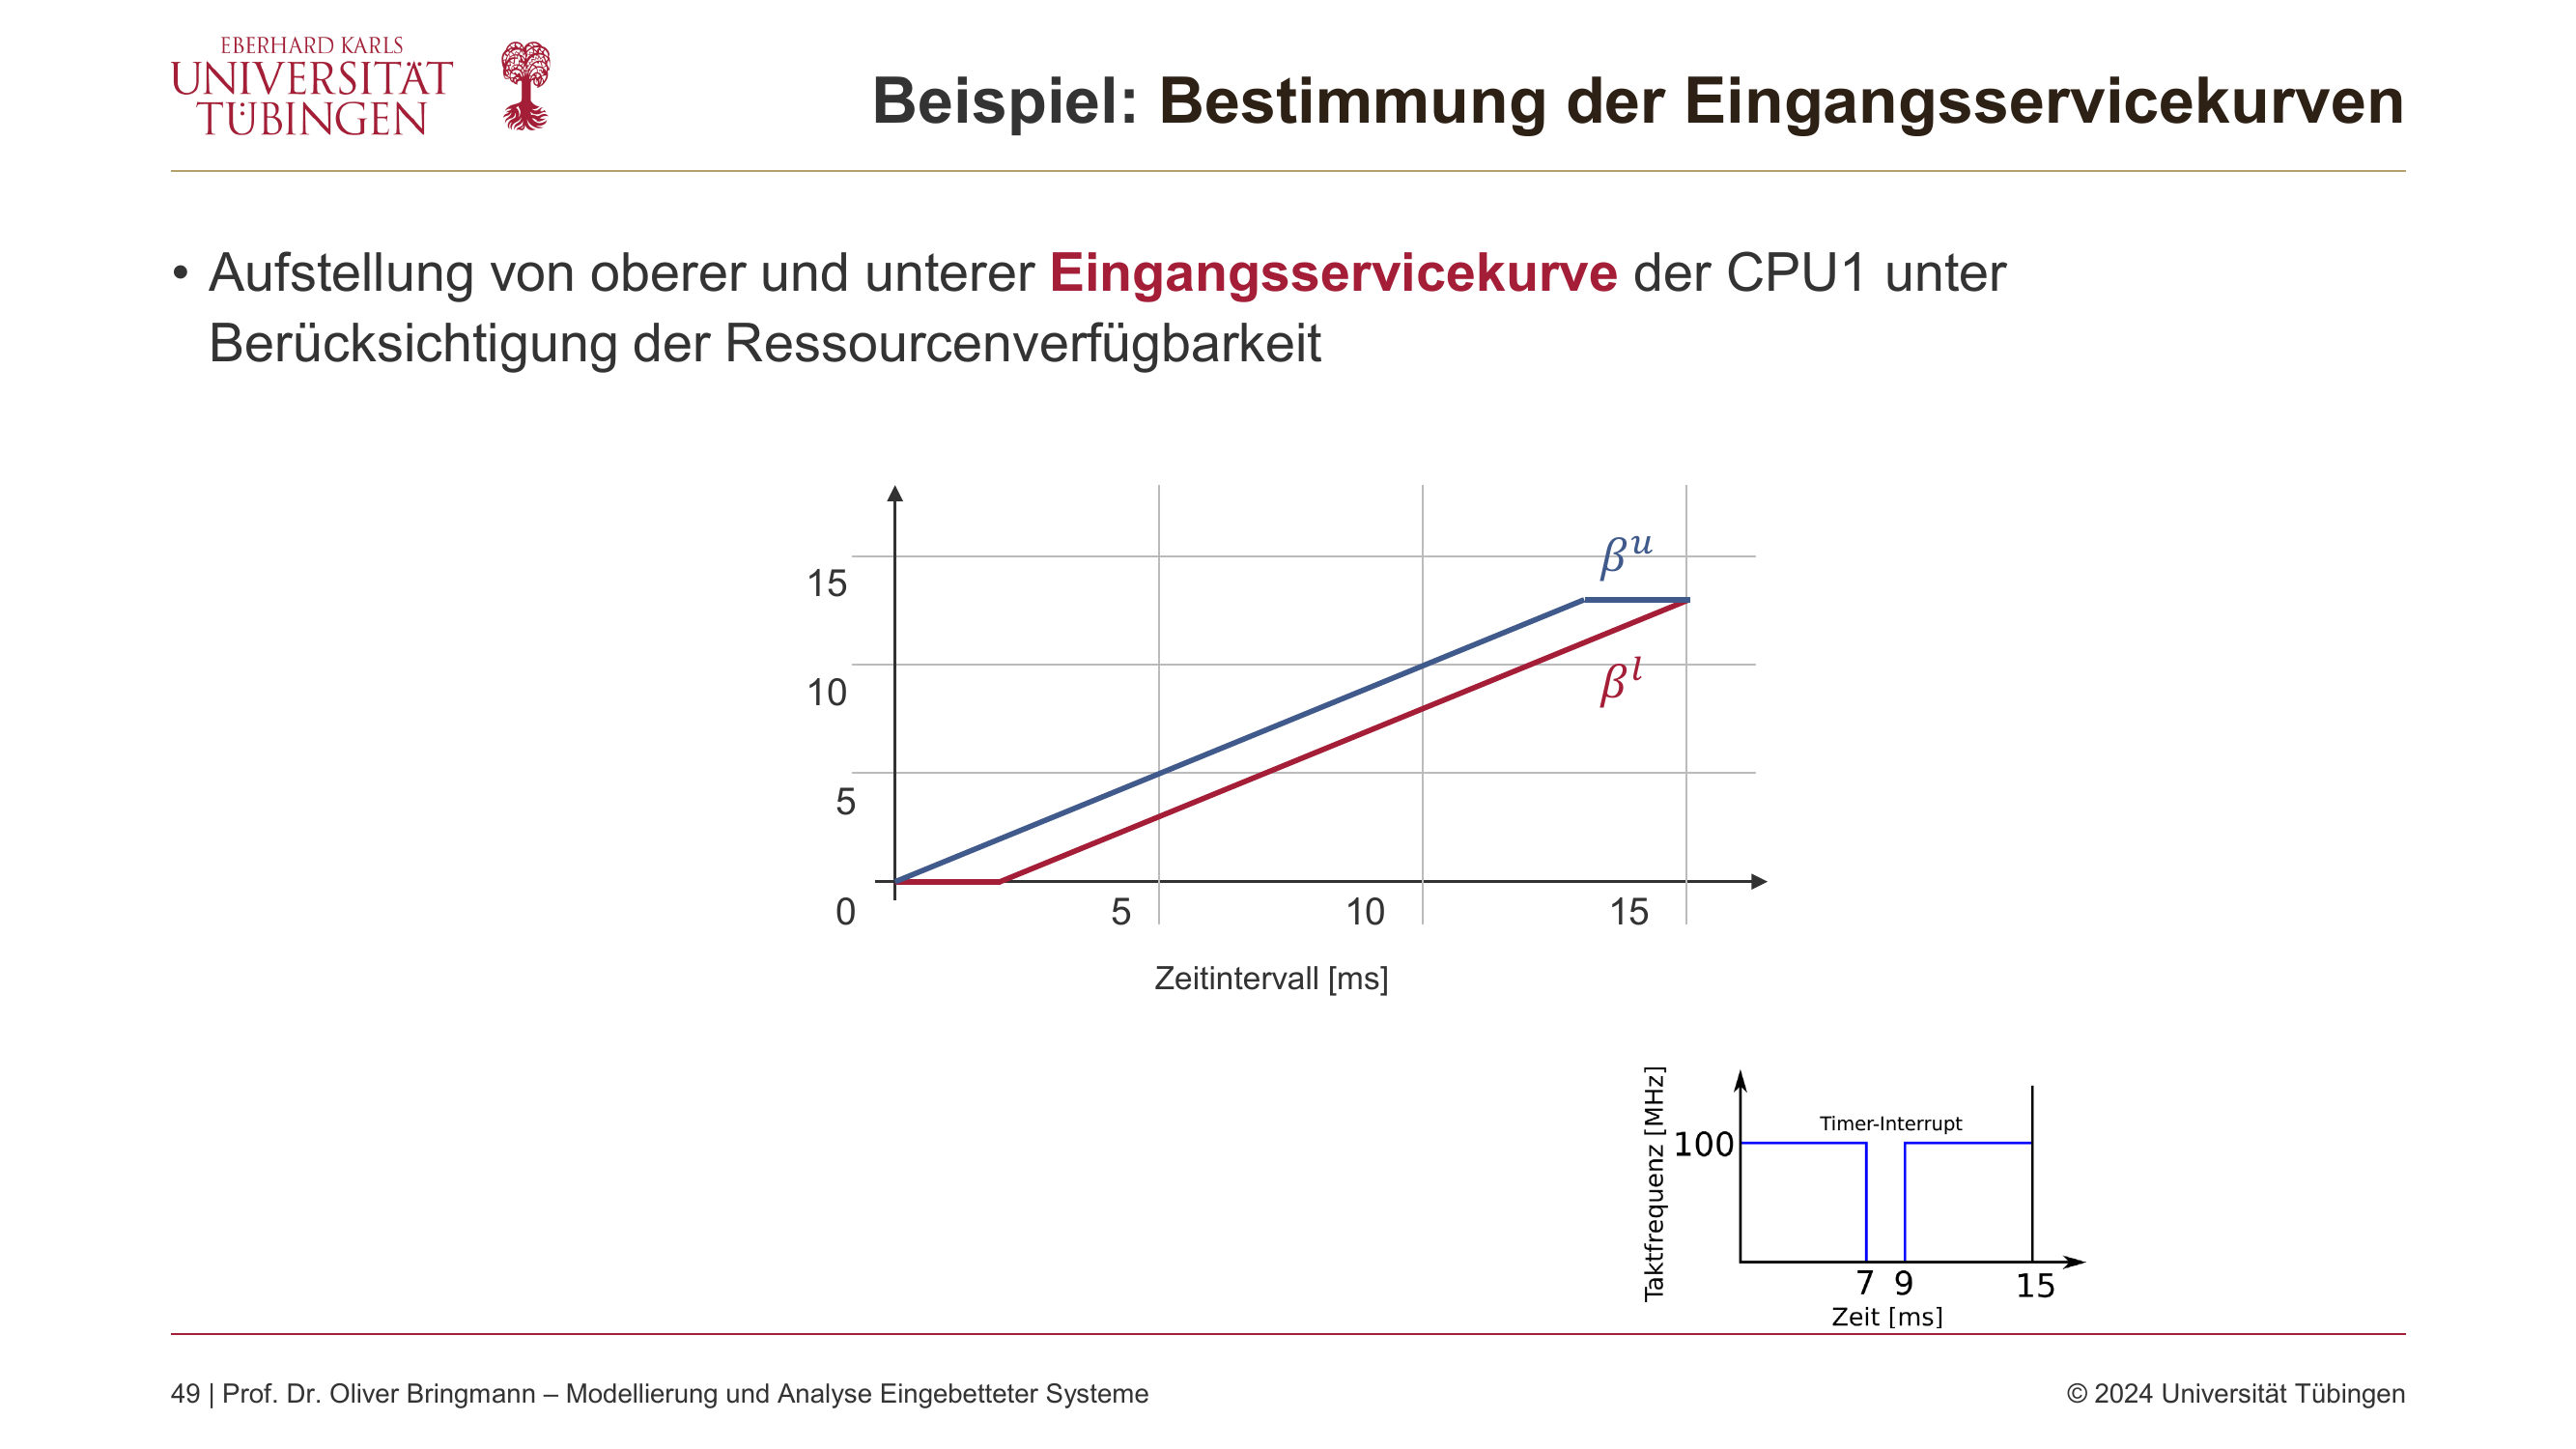 EBERHARD KARLS
UNIVERSITÄT
TÜBINGEN
Beispiel: Bestimmung der Eingangsservicekurven
• Aufstellung von oberer und unterer Eingangsservicekurve der CPU1 unter
Berücksichtigung der Ressourcenverfügbarkeit
βᵘ
15
βˡ
10
5
0 5 10 15
Zeitintervall [ms]
Taktfrequenz [MHz]
Timer-Interrupt
100
7 9 15
Zeit [ms]
49 | Prof. Dr. Oliver Bringmann – Modellierung und Analyse Eingebetteter Systeme
© 2024 Universität Tübingen